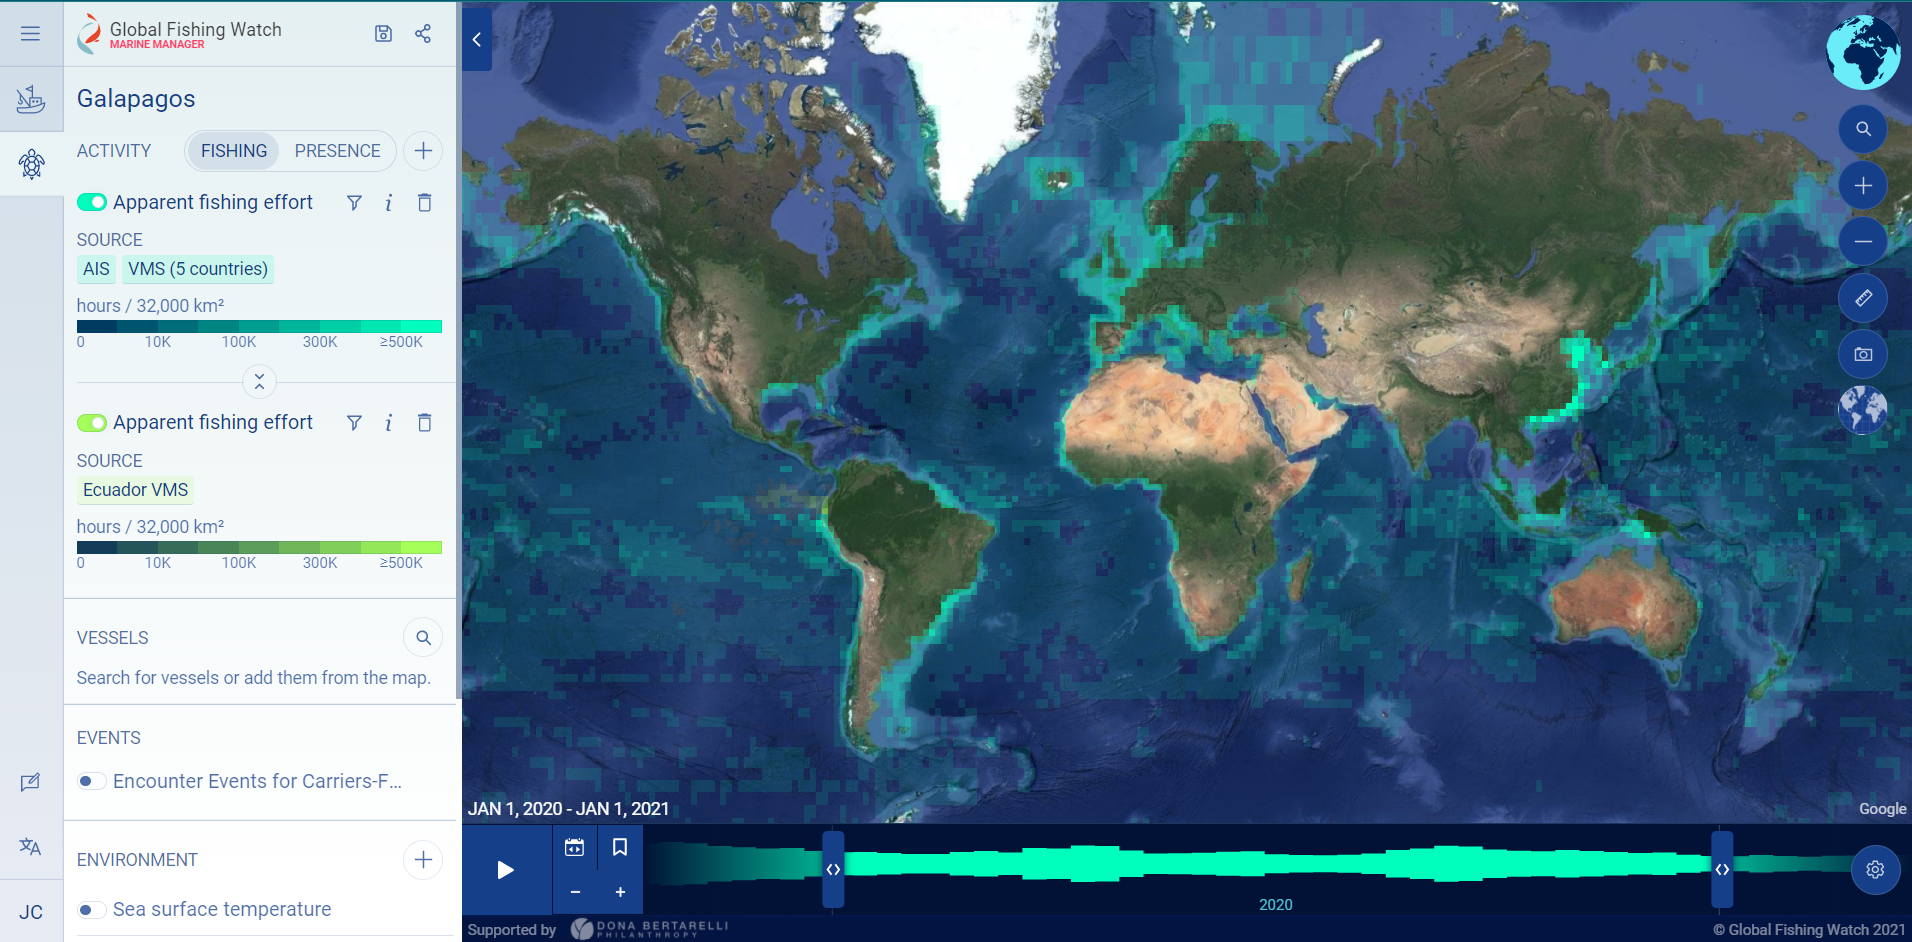 Global Fishing Watch
MARINE MANAGER
Galapagos
ACTIVITY
FISHING
PRESENCE
Apparent fishing effort
SOURCE
AIS
VMS (5 countries)
hours / 32,000 km²
0 10K 100K 300K ≥500K
Apparent fishing effort
SOURCE
Ecuador VMS
hours / 32,000 km²
0 10K 100K 300K ≥500K
VESSELS
Search for vessels or add them from the map.
EVENTS
Encounter Events for Carriers-F...
ENVIRONMENT
Sea surface temperature
JC
JAN 1, 2020 - JAN 1, 2021
Google
2020
Supported by
DONA BERTARELLI
PHILANTHROPY
© Global Fishing Watch 2021